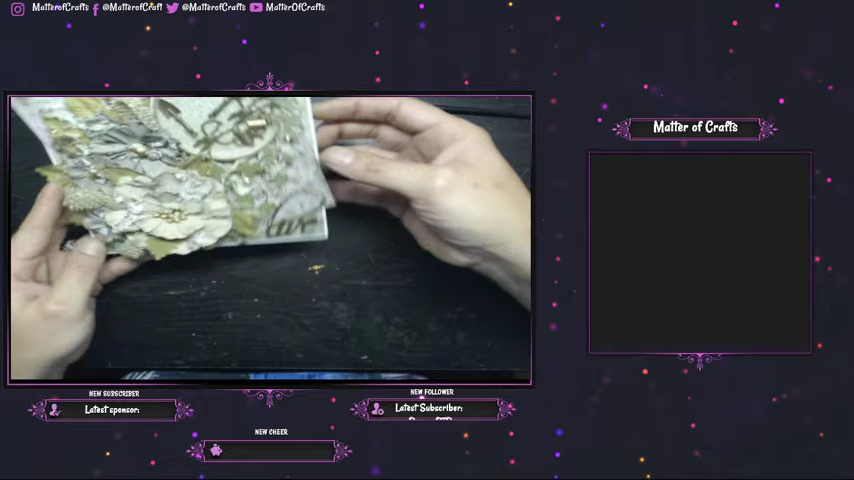 MatterofCrafts @MatterofCraft @MatterofCrafts MatterOfCrafts
Matter of Crafts
NEW SUBSCRIBER
Latest sponsor:
NEW FOLLOWER
Latest Subscriber:
NEW CHEER